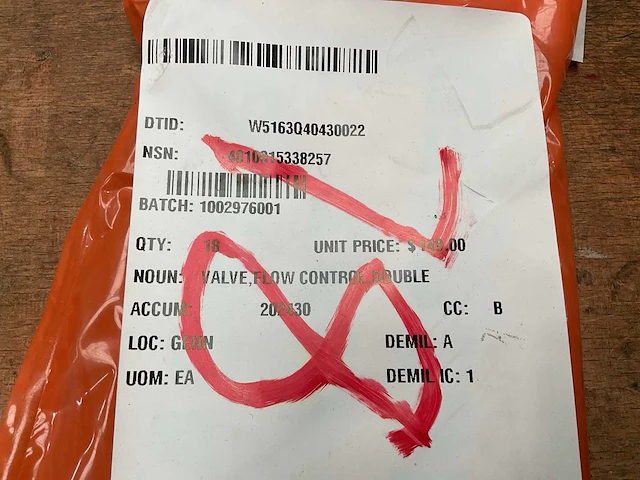 DTID: W5163Q40430022
NSN:
BATCH: 1002976001
QTY: 18 UNIT PRICE:
NOUN: VALVE,FLOW CONTROL,DOUBLE
ACCUM: CC: B
LOC: DEMIL: A
UOM: EA DEMIL IC: 1